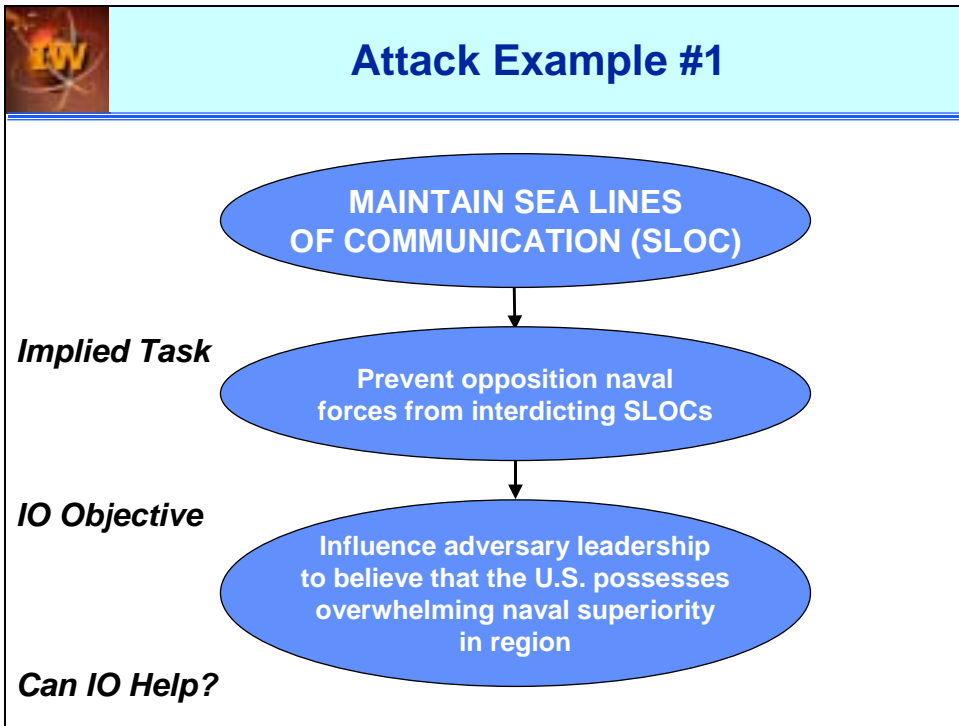 IW
Attack Example #1
MAINTAIN SEA LINES
OF COMMUNICATION (SLOC)
Implied Task
Prevent opposition naval
forces from interdicting SLOCs
IO Objective
Influence adversary leadership
to believe that the U.S. possesses
overwhelming naval superiority
in region
Can IO Help?